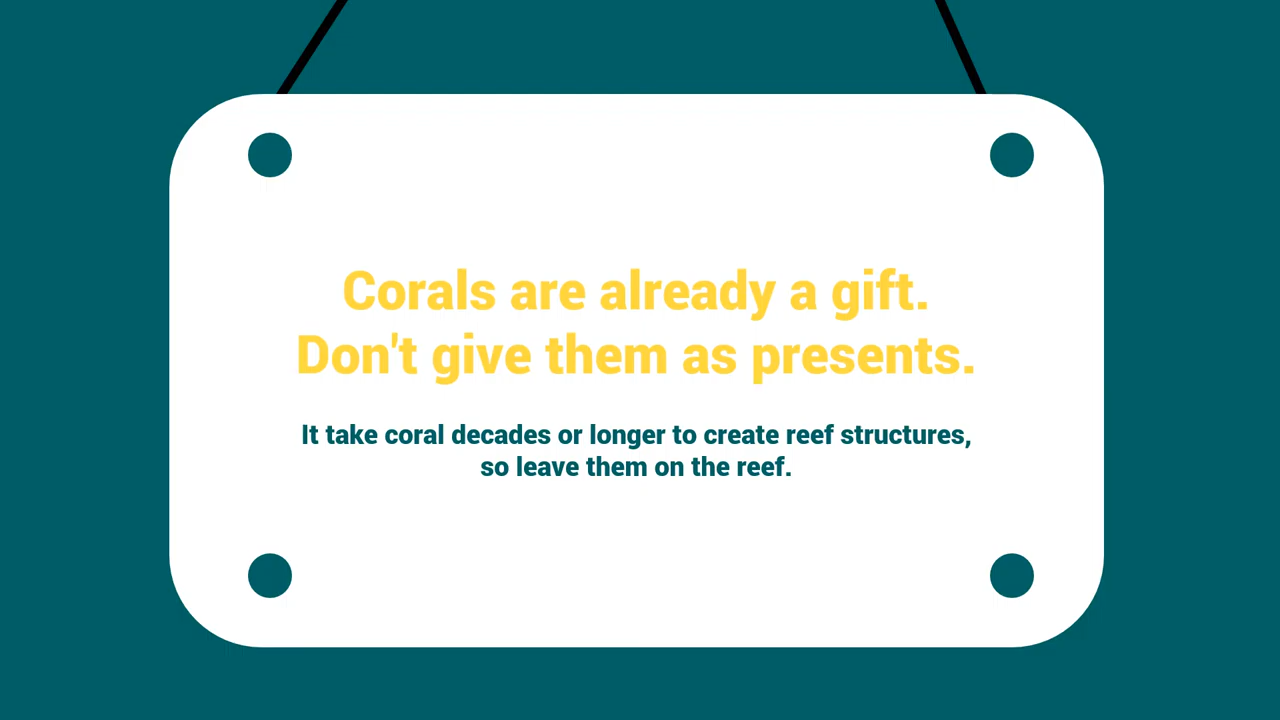 Corals are already a gift.
Don't give them as presents.
It take coral decades or longer to create reef structures,
so leave them on the reef.